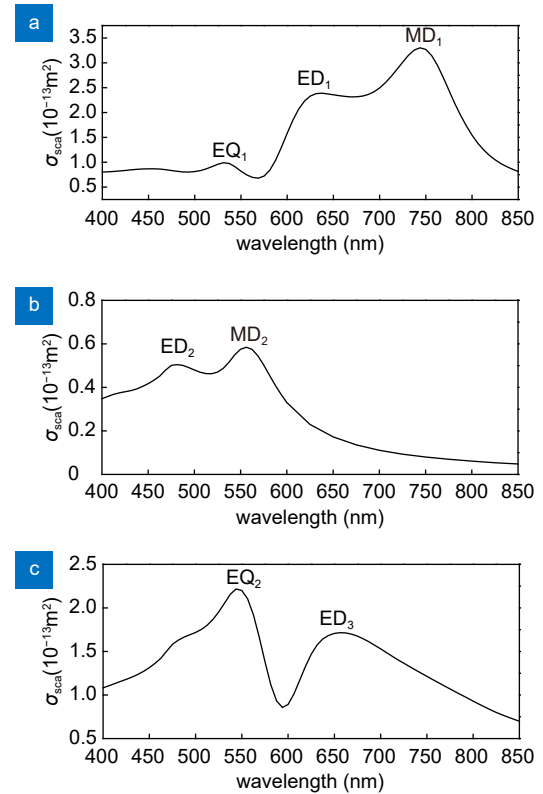 a
MD₁
ED₁
EQ₁
σsca(10⁻¹³m²)
3.5
3.0
2.5
2.0
1.5
1.0
0.5
400 450 500 550 600 650 700 750 800 850
wavelength (nm)
b
ED₂
MD₂
σsca(10⁻¹³m²)
0.8
0.6
0.4
0.2
0
400 450 500 550 600 650 700 750 800 850
wavelength (nm)
c
EQ₂
ED₃
σsca(10⁻¹³m²)
2.5
2.0
1.5
1.0
0.5
400 450 500 550 600 650 700 750 800 850
wavelength (nm)